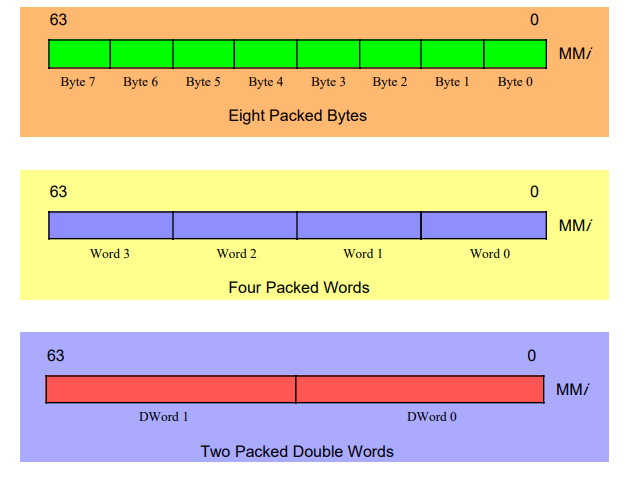 63 0
MMi
Byte 7 Byte 6 Byte 5 Byte 4 Byte 3 Byte 2 Byte 1 Byte 0
Eight Packed Bytes
63 0
MMi
Word 3 Word 2 Word 1 Word 0
Four Packed Words
63 0
MMi
DWord 1 DWord 0
Two Packed Double Words